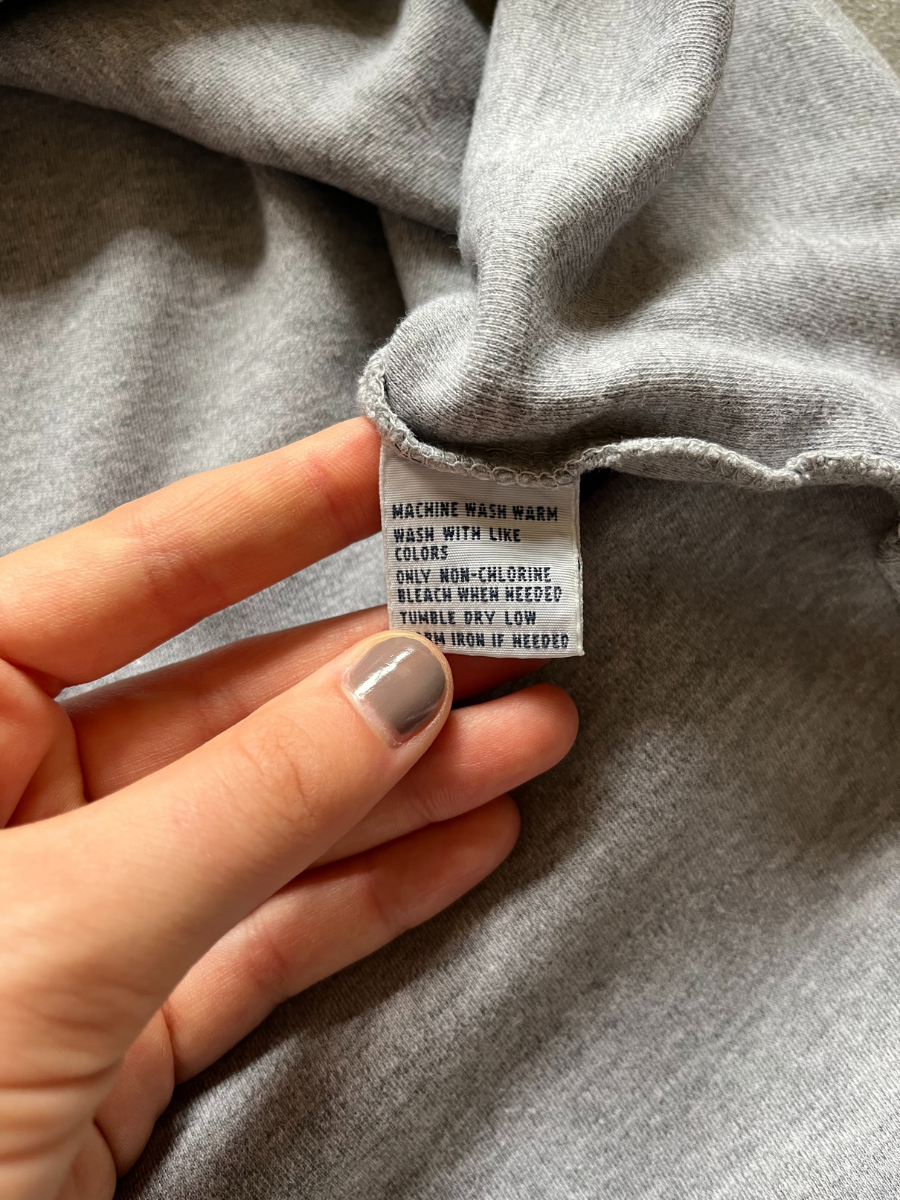 MACHINE WASH WARM
WASH WITH LIKE
COLORS
ONLY NON-CHLORINE
BLEACH WHEN NEEDED
TUMBLE DRY LOW
IRON IF NEEDED